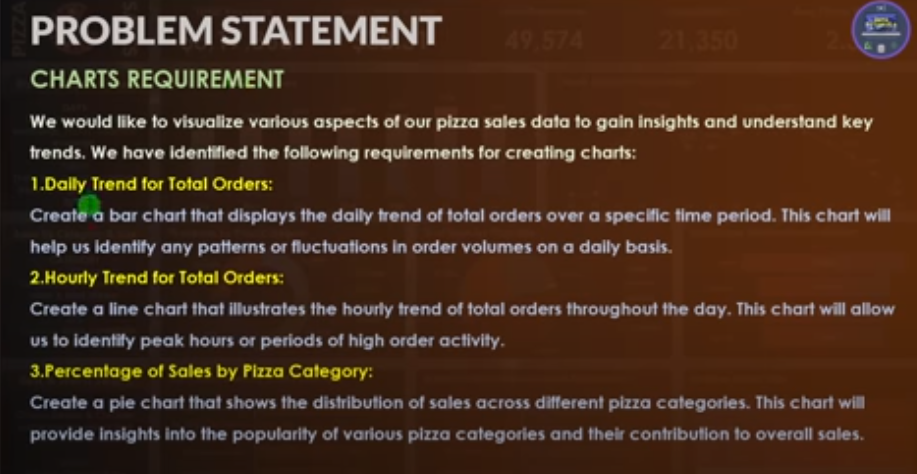 PROBLEM STATEMENT
49,574
21,350
CHARTS REQUIREMENT
We would like to visualize various aspects of our pizza sales data to gain insights and understand key
trends. We have identified the following requirements for creating charts:
1.Daily Trend for Total Orders:
Create a bar chart that displays the daily trend of total orders over a specific time period. This chart will
help us identify any patterns or fluctuations in order volumes on a daily basis.
2.Hourly Trend for Total Orders:
Create a line chart that illustrates the hourly trend of total orders throughout the day. This chart will allow
us to identify peak hours or periods of high order activity.
3.Percentage of Sales by Pizza Category:
Create a pie chart that shows the distribution of sales across different pizza categories. This chart will
provide insights into the popularity of various pizza categories and their contribution to overall sales.